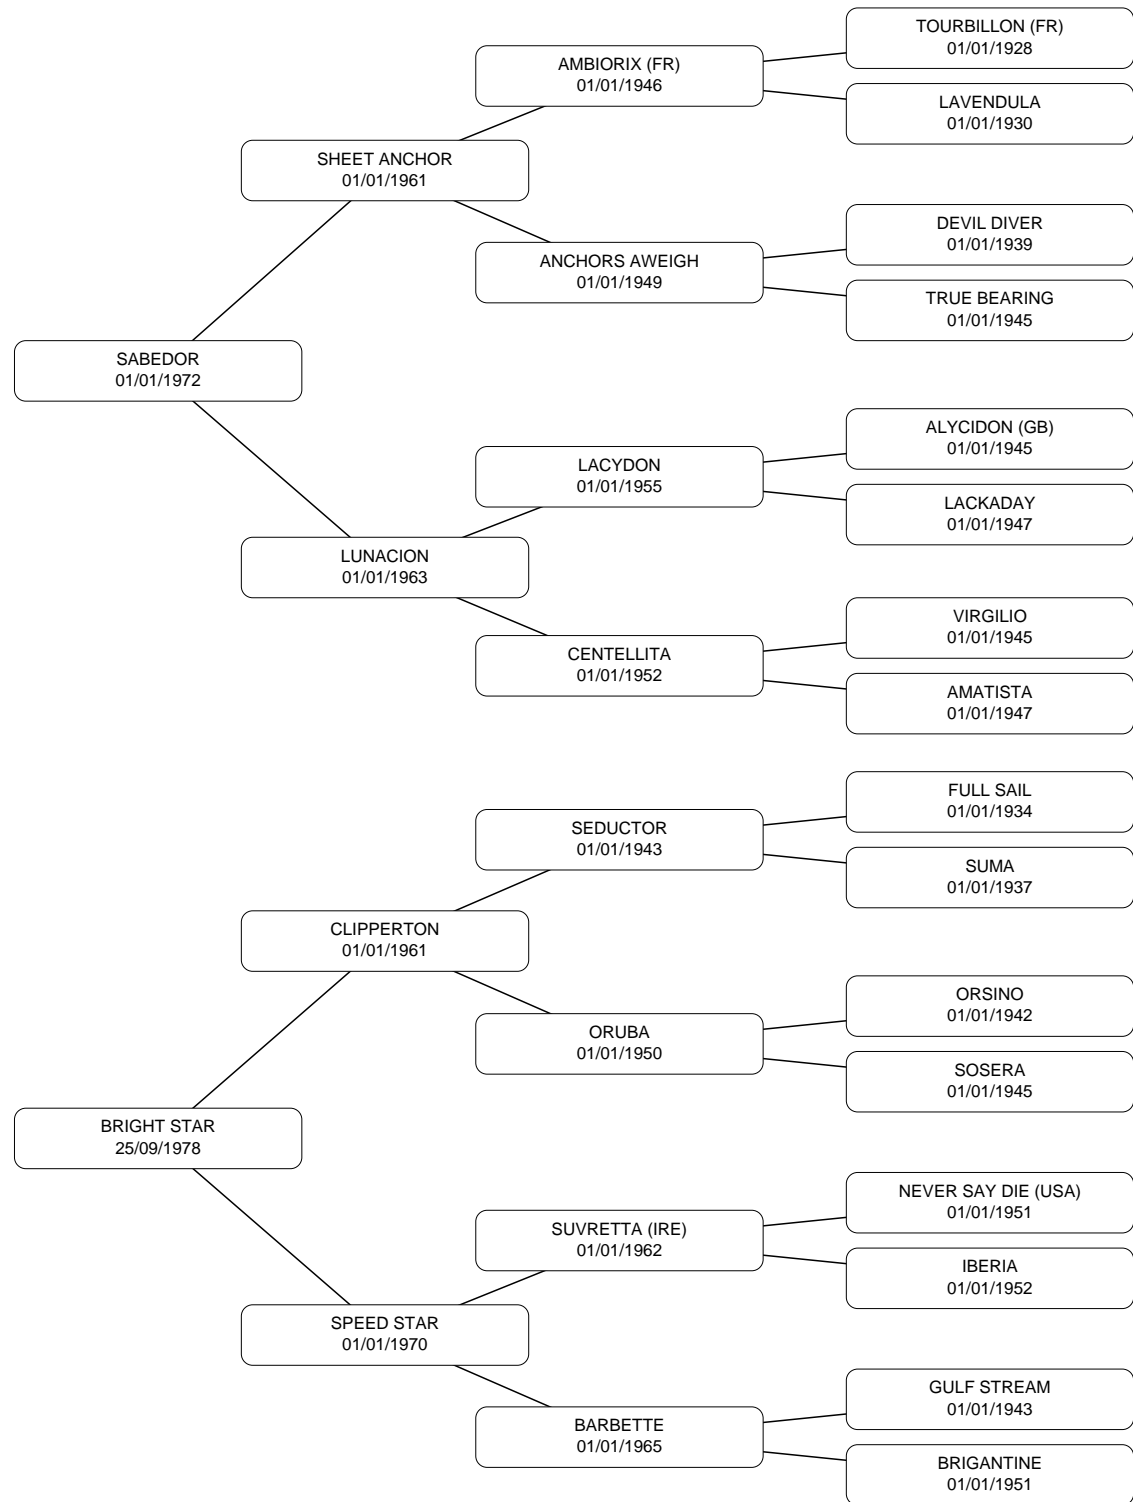 TOURBILLON (FR)
01/01/1928
AMBIORIX (FR)
01/01/1946
LAVENDULA
01/01/1930
SHEET ANCHOR
01/01/1961
DEVIL DIVER
01/01/1939
ANCHORS AWEIGH
01/01/1949
TRUE BEARING
01/01/1945
SABEDOR
01/01/1972
ALYCIDON (GB)
01/01/1945
LACYDON
01/01/1955
LACKADAY
01/01/1947
LUNACION
01/01/1963
VIRGILIO
01/01/1945
CENTELLITA
01/01/1952
AMATISTA
01/01/1947
FULL SAIL
01/01/1934
SEDUCTOR
01/01/1943
SUMA
01/01/1937
CLIPPERTON
01/01/1961
ORSINO
01/01/1942
ORUBA
01/01/1950
SOSERA
01/01/1945
BRIGHT STAR
25/09/1978
NEVER SAY DIE (USA)
01/01/1951
SUVRETTA (IRE)
01/01/1962
IBERIA
01/01/1952
SPEED STAR
01/01/1970
GULF STREAM
01/01/1943
BARBETTE
01/01/1965
BRIGANTINE
01/01/1951